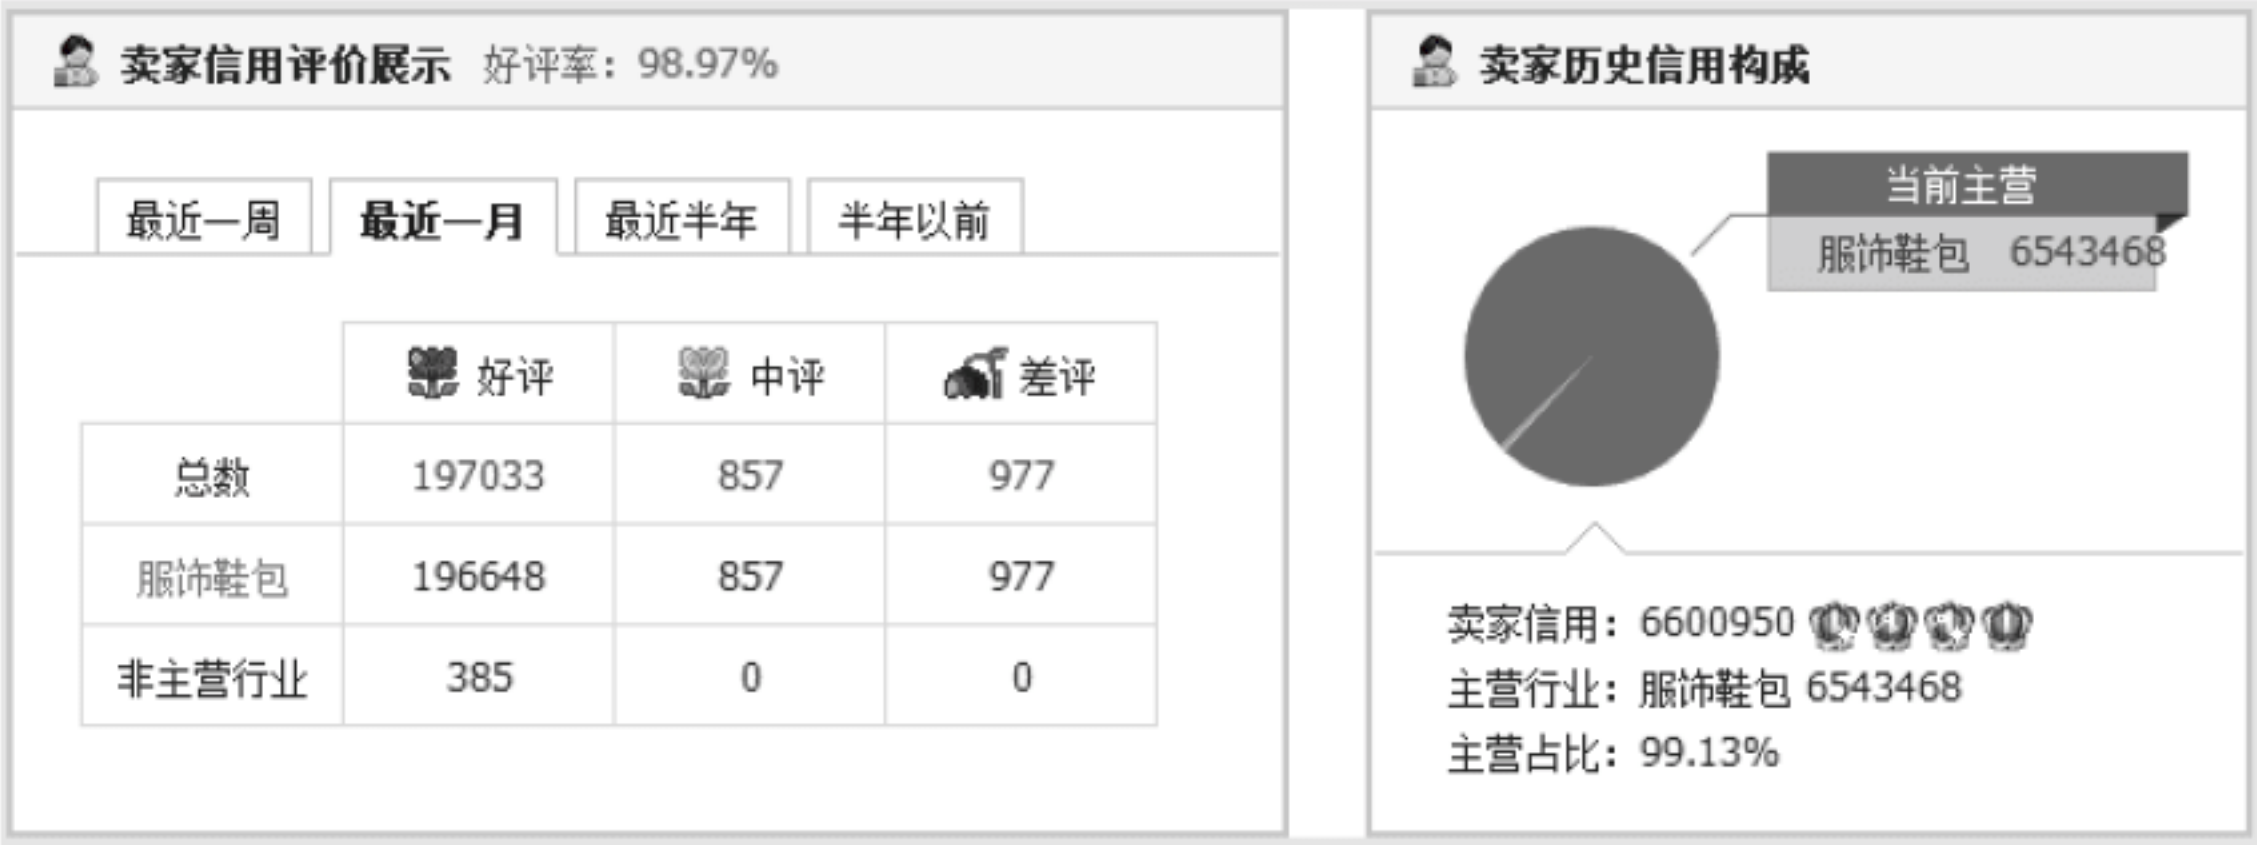 卖家信用评价展示 好评率：98.97%
最近一周 最近一月 最近半年 半年以前
好评 中评 差评
总数 197033 857 977
服饰鞋包 196648 857 977
非主营行业 385 0 0
卖家历史信用构成
当前主营
服饰鞋包 6543468
卖家信用：6600950
主营行业：服饰鞋包 6543468
主营占比：99.13%